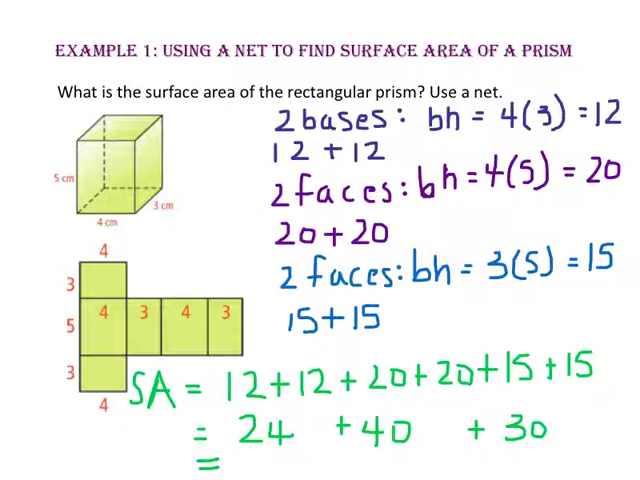 EXAMPLE 1: USING A NET TO FIND SURFACE AREA OF A PRISM
What is the surface area of the rectangular prism? Use a net.
2 bases: bh = 4(3) = 12
12 + 12
5 cm
3 cm
4 cm
2 faces: bh = 4(5) = 20
20 + 20
2 faces: bh = 3(5) = 15
15 + 15
4
3
5 4 3 4 3
3
4
SA = 12 + 12 + 20 + 20 + 15 + 15
= 24 + 40 + 30
=